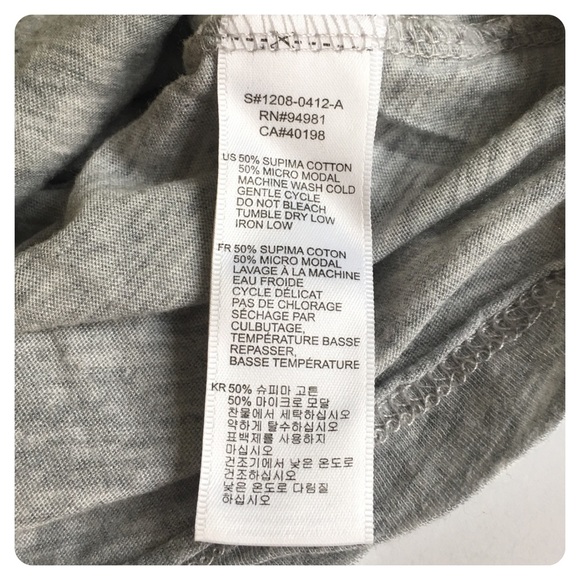 S#1208-0412-A
RN#94981
CA#40198
US 50% SUPIMA COTTON
50% MICRO MODAL
MACHINE WASH COLD
GENTLE CYCLE
DO NOT BLEACH
TUMBLE DRY LOW
IRON LOW
FR 50% SUPIMA COTON
50% MICRO MODAL
LAVAGE À LA MACHINE
EAU FROIDE
CYCLE DÉLICAT
PAS DE CHLORAGE
SÉCHAGE PAR
CULBUTAGE,
TEMPÉRATURE BASSE
REPASSER,
BASSE TEMPÉRATURE
KR 50% 슈피마 고튼
50% 마이크로 모달
찬물에서 세탁하십시오
약하게 탈수하십시오
표백제를 사용하지
마십시오
건조기에서 낮은 온도로
건조하십시오
낮은 온도로 다림질
하십시오